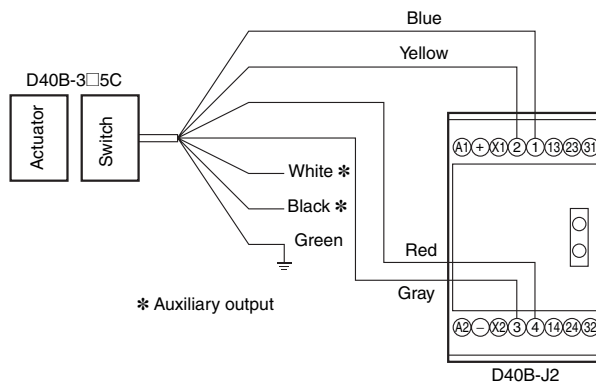 Blue
Yellow
D40B-3□5C
Actuator
Switch
A1 + X1 2 1 13 23 31
White ✻
Black ✻
Green
Red
Gray
✻ Auxiliary output
A2 − X2 3 4 14 24 32
D40B-J2